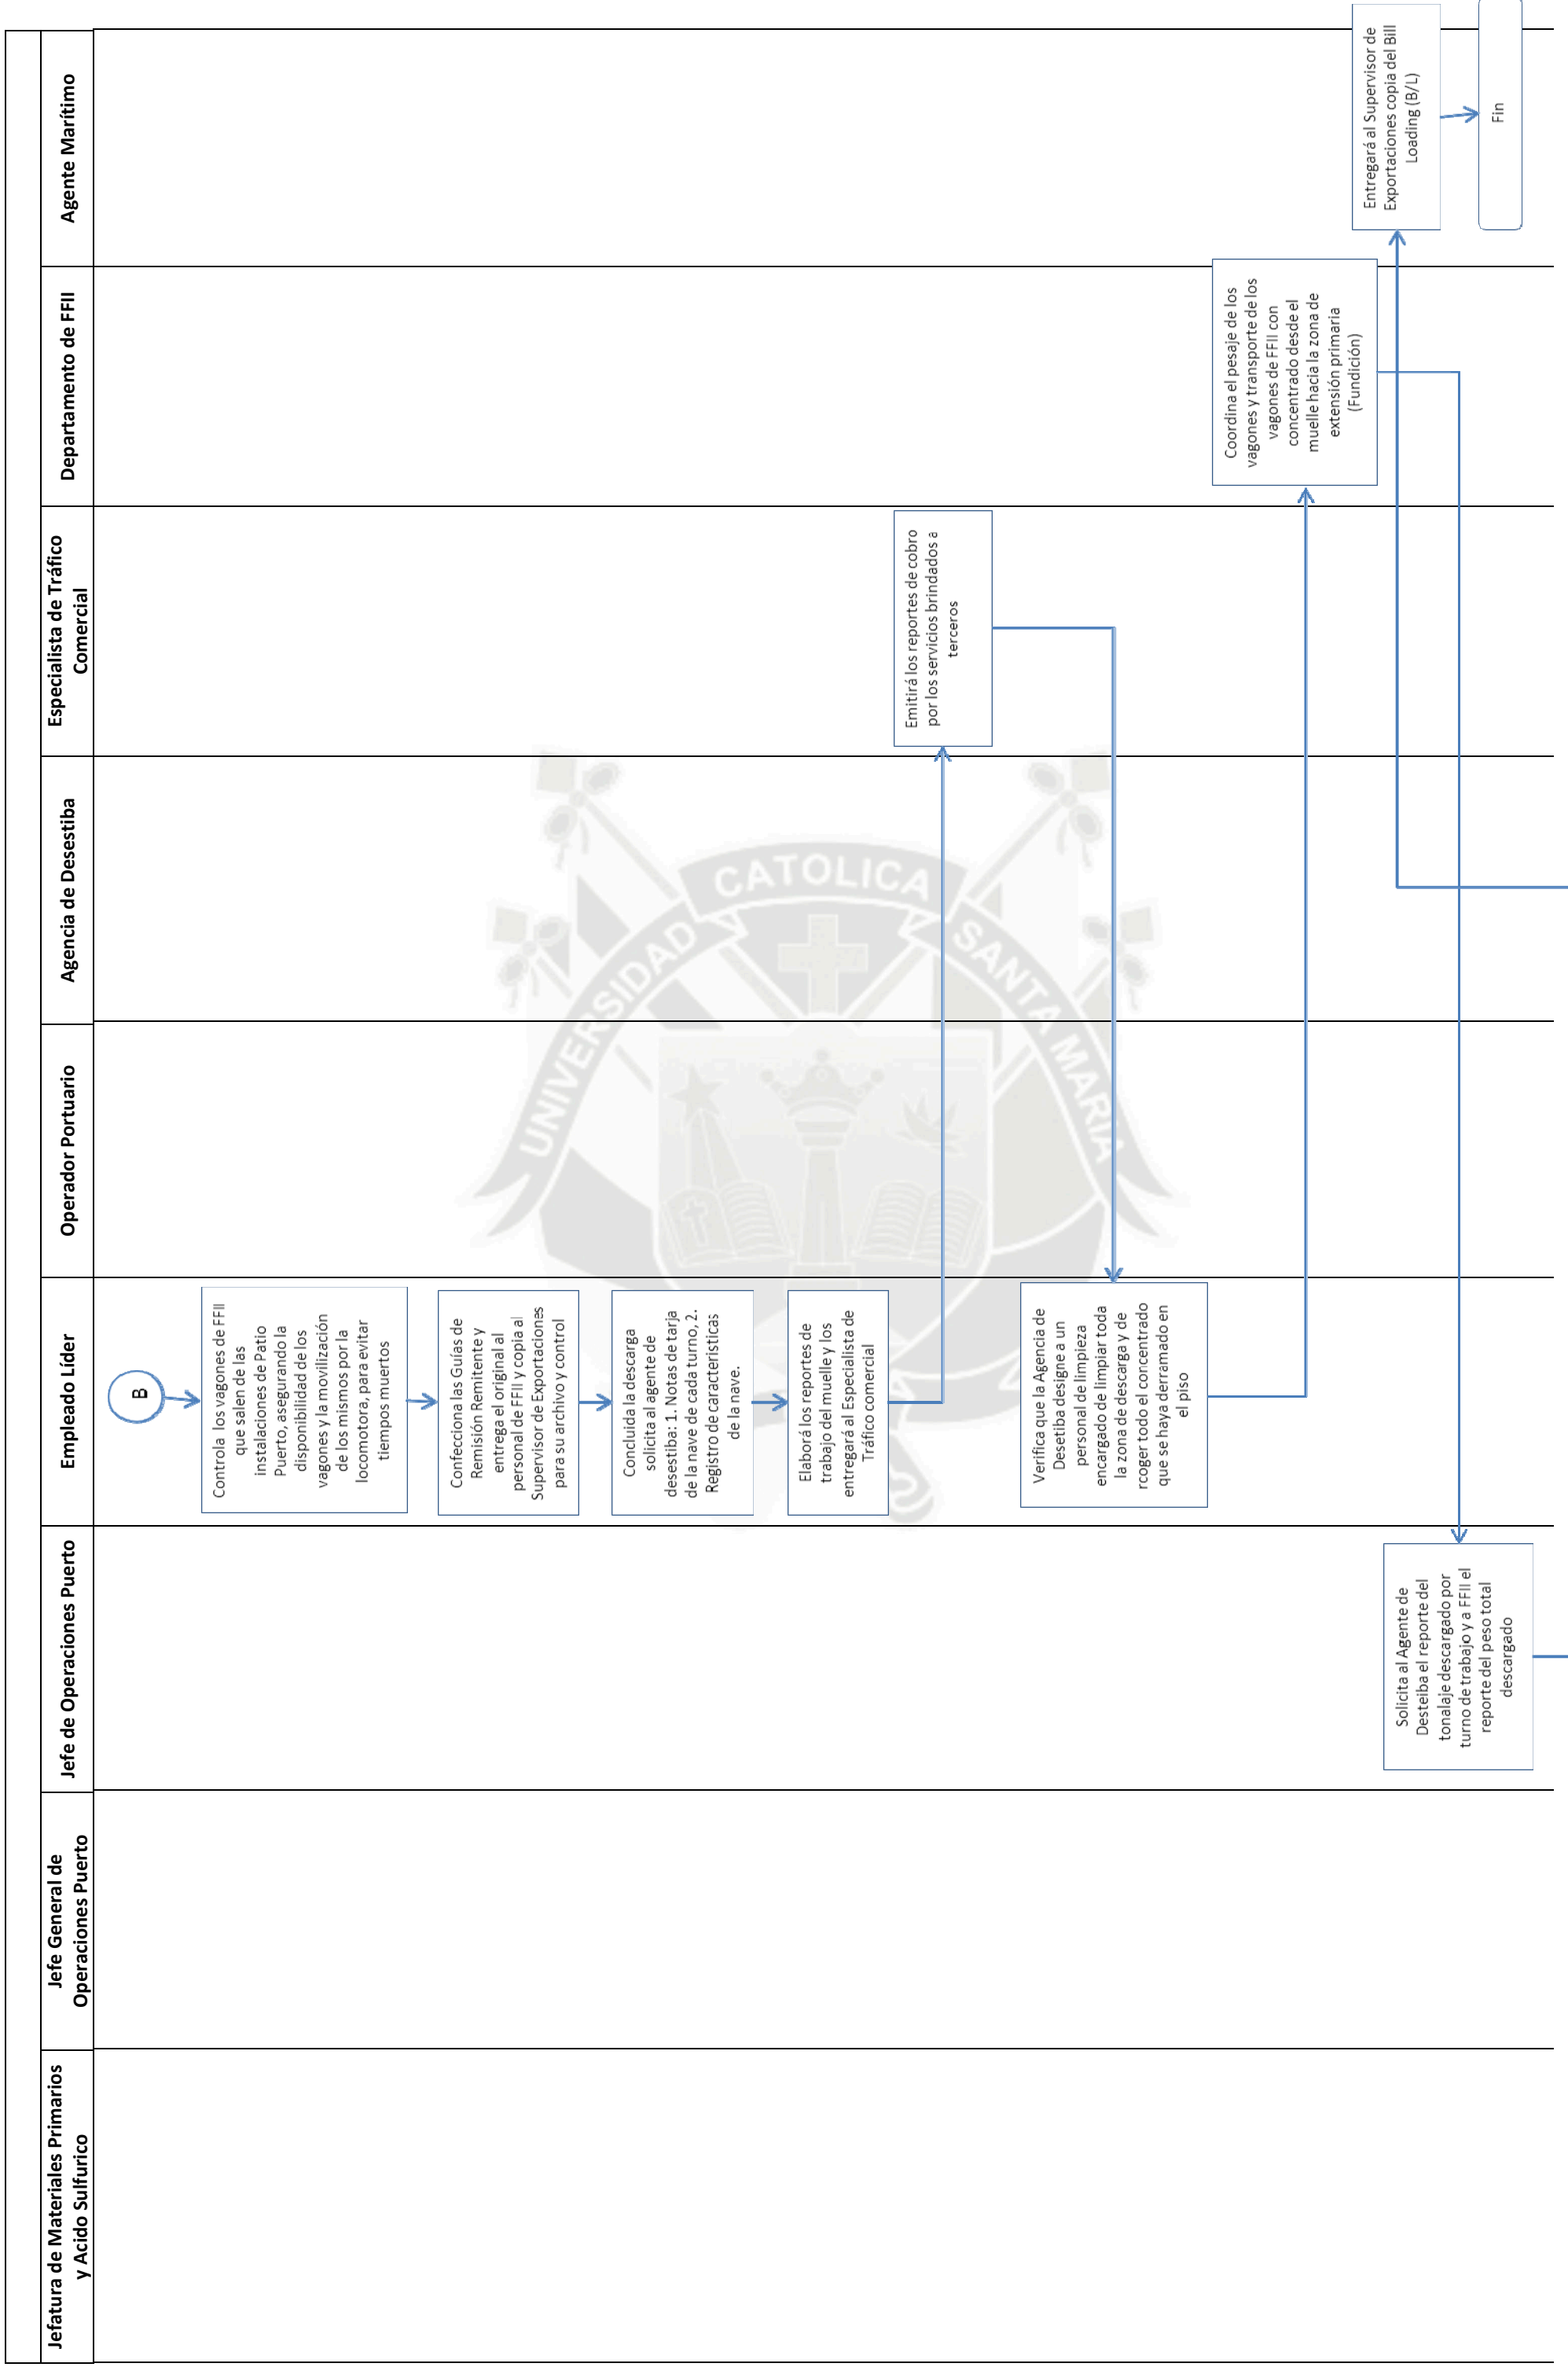 Jefatura de Materiales Primarios
y Acido Sulfurico
Jefe General de
Operaciones Puerto
Jefe de Operaciones Puerto
Empleado Líder
Operador Portuario
Agencia de Desestiba
Especialista de Tráfico
Comercial
Departamento de FFII
Agente Marítimo
B
Controla los vagones de FFII
que salen de las
instalaciones de Patio
Puerto, asegurando la
disponibilidad de los
vagones y la movilización
de los mismos por la
locomotora, para evitar
tiempos muertos
Confecciona las Guías de
Remisión Remitente y
entrega el original al
personal de FFII y copia al
Supervisor de Exportaciones
para su archivo y control
Concluida la descarga
solicita al agente de
desestiba: 1. Notas de tarja
de la nave de cada turno, 2.
Registro de caracteristicas
de la nave.
Elaborá los reportes de
trabajo del muelle y los
entregará al Especialista de
Tráfico comercial
Emitirá los reportes de cobro
por los servicios brindados a
terceros
Verifica que la Agencia de
Desetiba designe a un
personal de limpieza
encargado de limpiar toda
la zona de descarga y de
rcoger todo el concentrado
que se haya derramado en
el piso
Coordina el pesaje de los
vagones y transporte de los
vagones de FFII con
concentrado desde el
muelle hacia la zona de
extensión primaria
(Fundición)
Solicita al Agente de
Desteiba el reporte del
tonalaje descargado por
turno de trabajo y a FFII el
reporte del peso total
descargado
Entregará al Supervisor de
Exportaciones copia del Bill
Loading (B/L)
Fin
UNIVERSIDAD CATOLICA SANTA MARIA